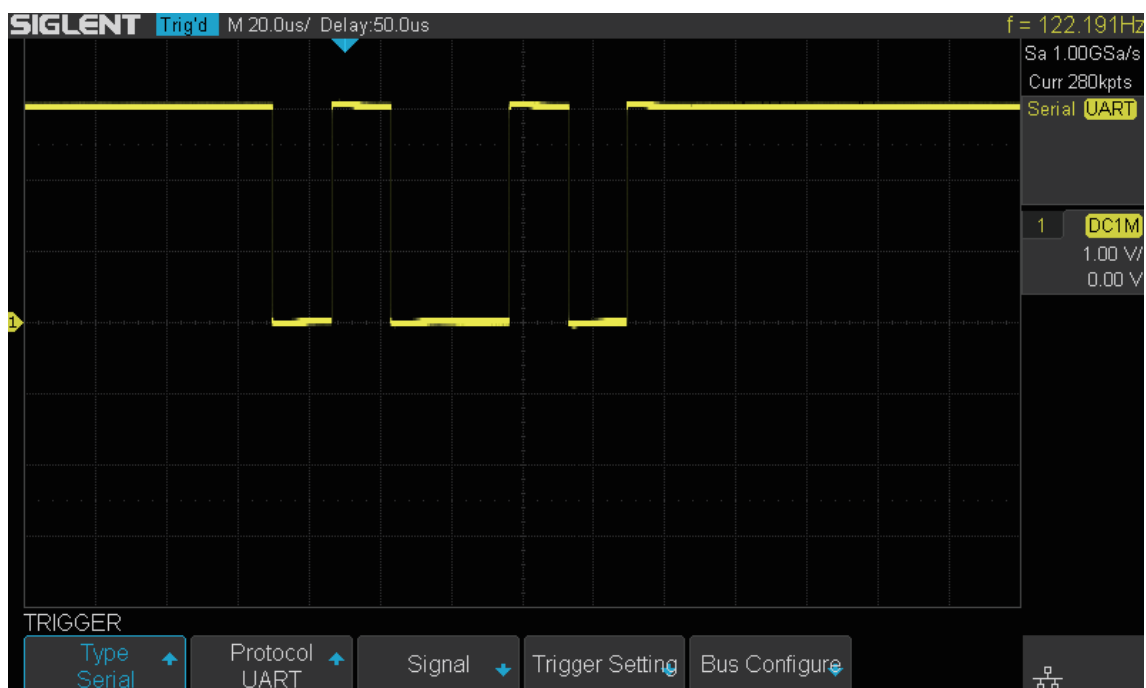 SIGLENT Trig'd M 20.0us/ Delay:50.0us f = 122.191Hz
Sa 1.00GSa/s
Curr 280kpts
Serial UART
1 DC1M
1.00 V/
0.00 V
1
TRIGGER
Type
Serial
Protocol
UART
Signal
Trigger Setting
Bus Configure